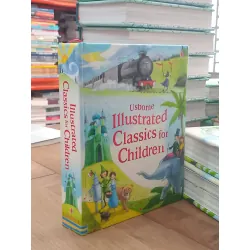 Usborne
Illustrated
Classics for
Children
Illustrated
Classics for Children